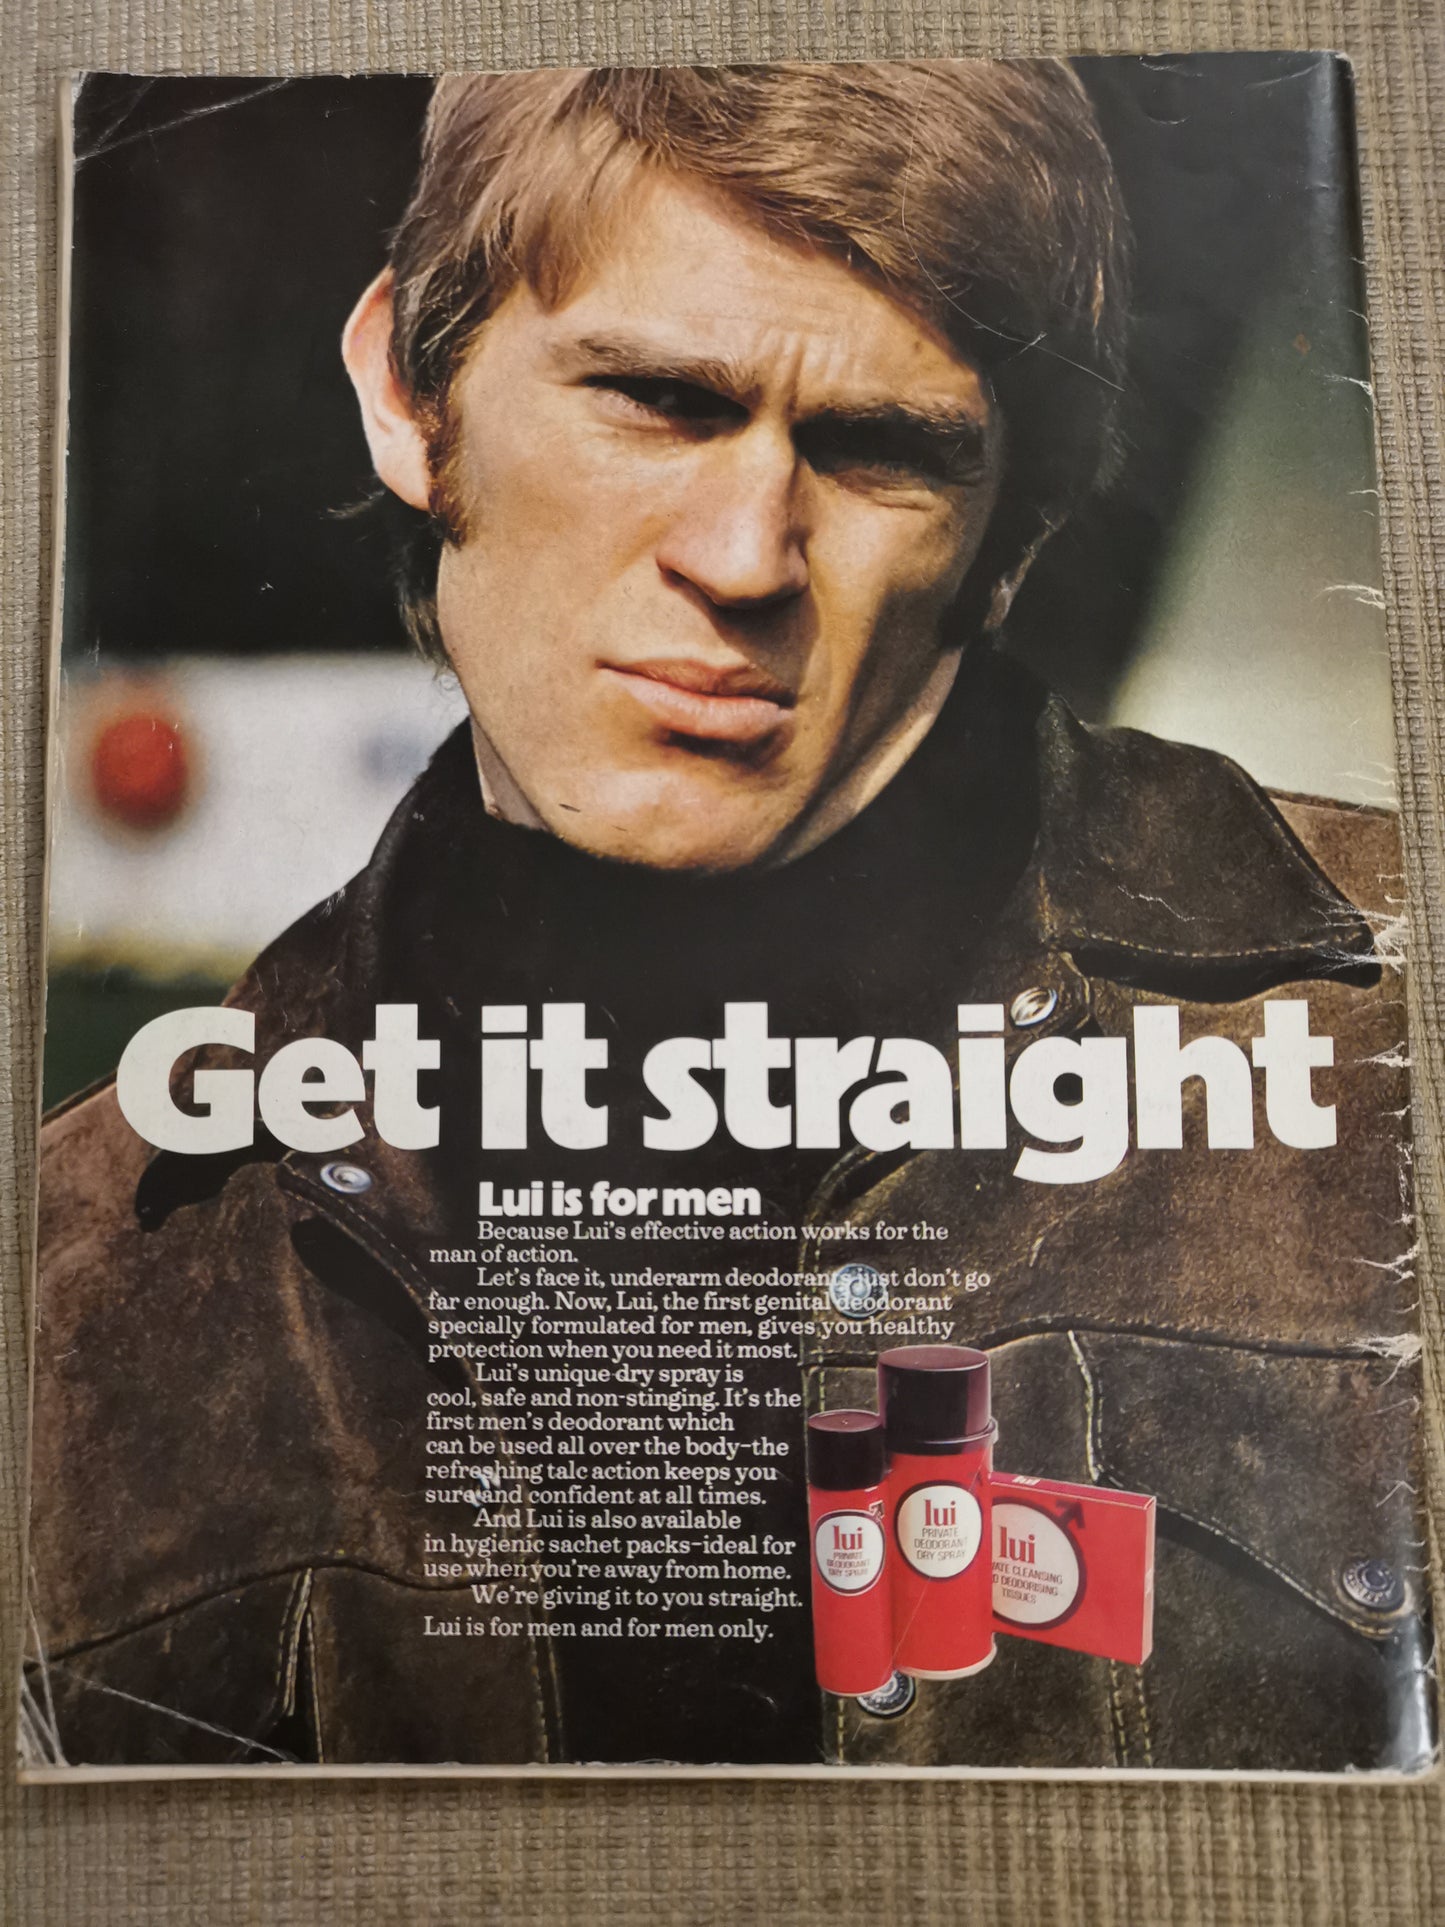 Get it straight
Lui is for men
Because Lui's effective action works for the
man of action.
Let's face it, underarm deodorants just don't go
far enough. Now, Lui, the first genital deodorant
specially formulated for men, gives you healthy
protection when you need it most.
Lui's unique dry spray is
cool, safe and non-stinging. It's the
first men's deodorant which
can be used all over the body-the
refreshing talc action keeps you
sure and confident at all times.
And Lui is also available
in hygienic sachet packs-ideal for
use when you're away from home.
We're giving it to you straight.
Lui is for men and for men only.
lui
PRIVATE
DEODORANT
DRY SPRAY
lui
PRIVATE
DEODORANT
DRY SPRAY
lui
lui
ATE CLEANSING
D DEODORISING
TISSUES